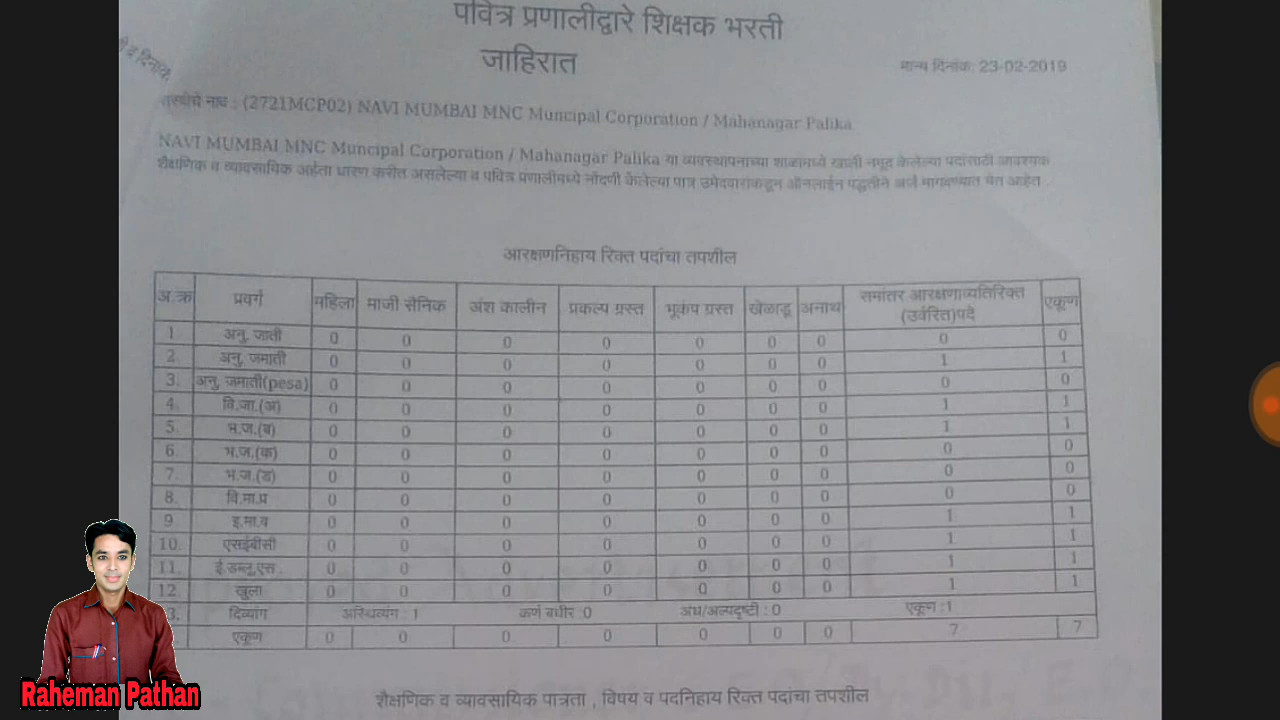 पवित्र प्रणालीद्वारे शिक्षक भरती
जाहिरात
मान्य दिनांक: 23-02-2019
व दिनांक:
संस्थेचे नाव : (2721MCP02) NAVI MUMBAI MNC Muncipal Corporation / Mahanagar Palika
NAVI MUMBAI MNC Muncipal Corporation / Mahanagar Palika या व्यवस्थापनाच्या शाळांमध्ये खाली नमूद केलेल्या पदांसाठी आवश्यक
शैक्षणिक व व्यावसायिक अर्हता धारण करीत असलेल्या व पवित्र प्रणालीमध्ये नोंदणी केलेल्या पात्र उमेदवारांकडून ऑनलाईन पद्धतीने अर्ज मागवण्यात येत आहेत .
आरक्षणनिहाय रिक्त पदांचा तपशील
अ.क्र प्रवर्ग महिला माजी सैनिक अंश कालीन प्रकल्प ग्रस्त भूकंप ग्रस्त खेळाडू अनाथ समांतर आरक्षणाव्यतिरिक्त (उर्वरित)पदे एकूण
1. अनु. जाती 0 0 0 0 0 0 0 0 0
2. अनु. जमाती 0 0 0 0 0 0 0 1 1
3. अनु. जमाती(pesa) 0 0 0 0 0 0 0 0 0
4. वि.जा.(अ) 0 0 0 0 0 0 0 1 1
5. भ.ज.(ब) 0 0 0 0 0 0 0 1 1
6. भ.ज.(क) 0 0 0 0 0 0 0 0 0
7. भ.ज.(ड) 0 0 0 0 0 0 0 0 0
8. वि.मा.प्र 0 0 0 0 0 0 0 0 0
9 इ.मा.व 0 0 0 0 0 0 0 1 1
10. एसईबीसी 0 0 0 0 0 0 0 1 1
11. ई.डब्लू.एस . 0 0 0 0 0 0 0 1 1
12. खुला 0 0 0 0 0 0 0 1 1
3. दिव्यांग अस्थिव्यंग : 1 कर्ण बधीर :0 अंध/अल्पदृष्टी : 0 एकूण :1
एकूण 0 0 0 0 0 0 0 7 7
शैक्षणिक व व्यावसायिक पात्रता , विषय व पदनिहाय रिक्त पदांचा तपशील
Raheman Pathan